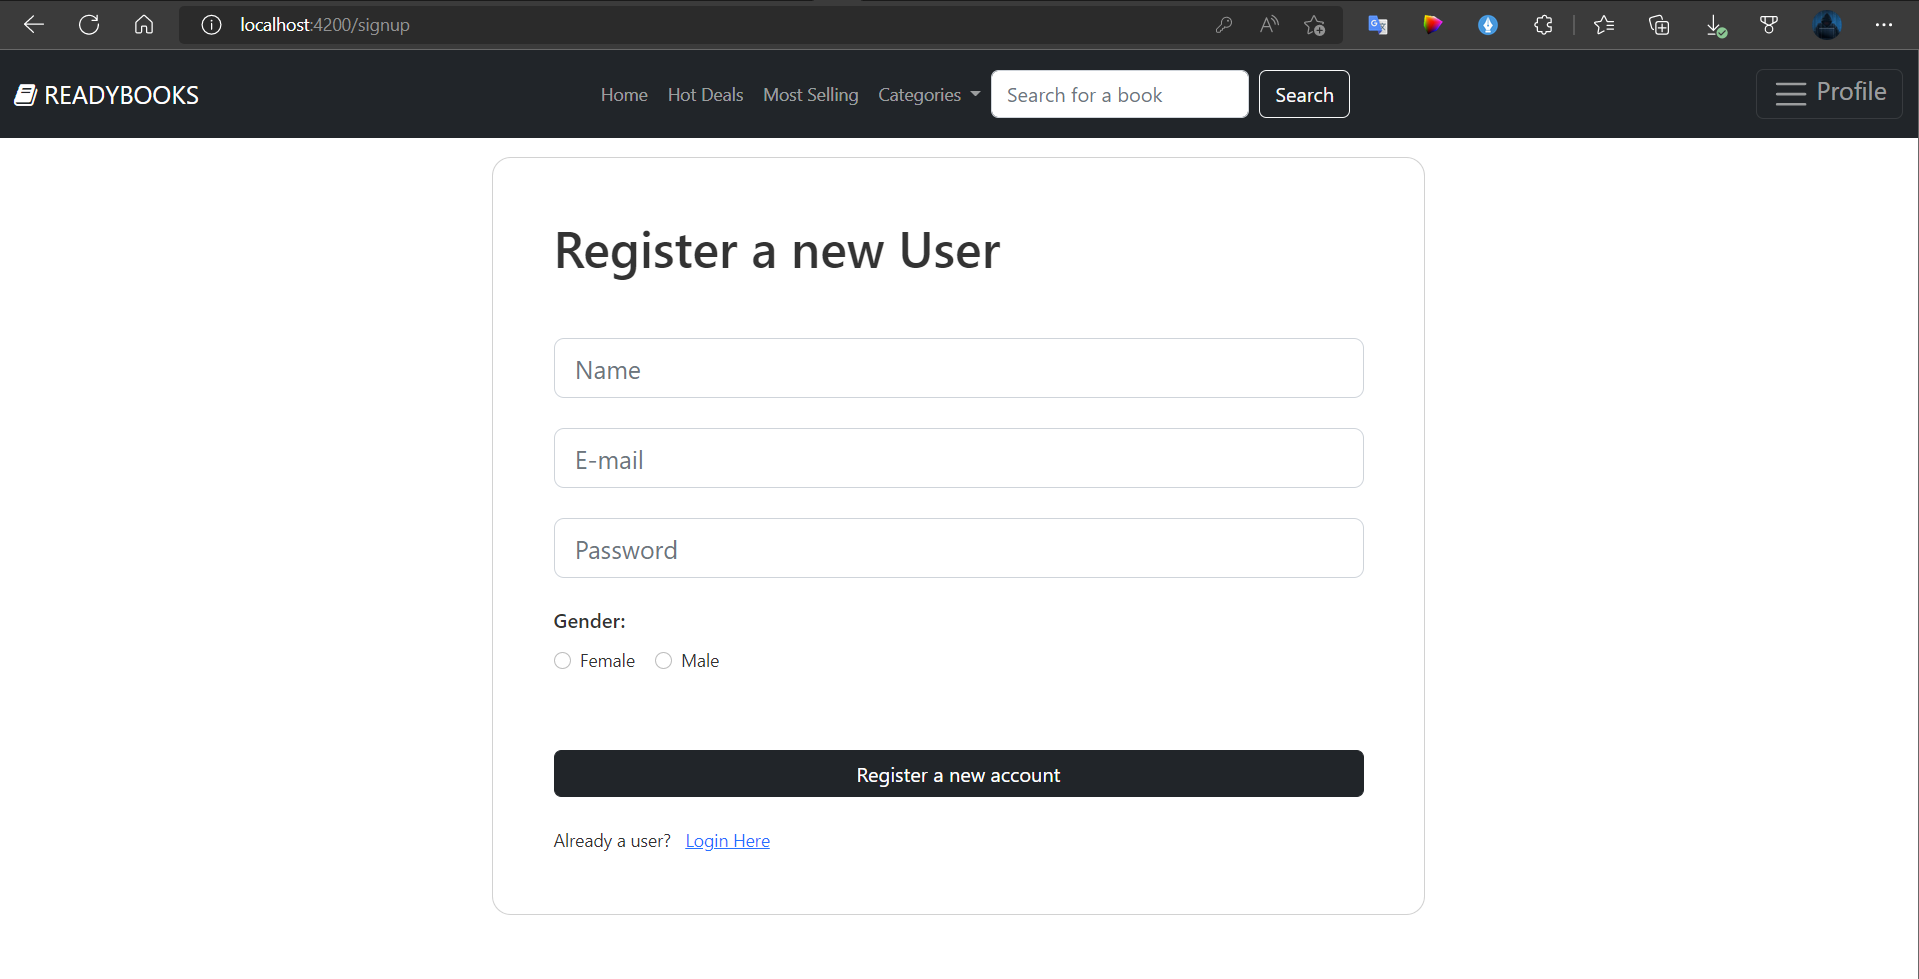 localhost:4200/signup
READYBOOKS
Home Hot Deals Most Selling Categories Search for a book Search Profile
Register a new User
Name
E-mail
Password
Gender:
Female Male
Register a new account
Already a user? Login Here